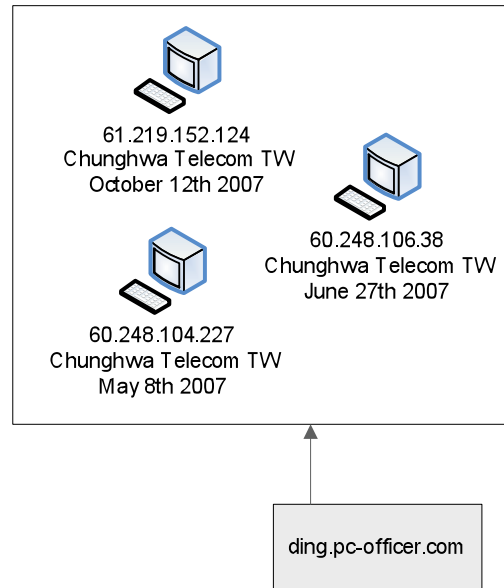 61.219.152.124
Chunghwa Telecom TW
October 12th 2007
60.248.106.38
Chunghwa Telecom TW
June 27th 2007
60.248.104.227
Chunghwa Telecom TW
May 8th 2007
ding.pc-officer.com